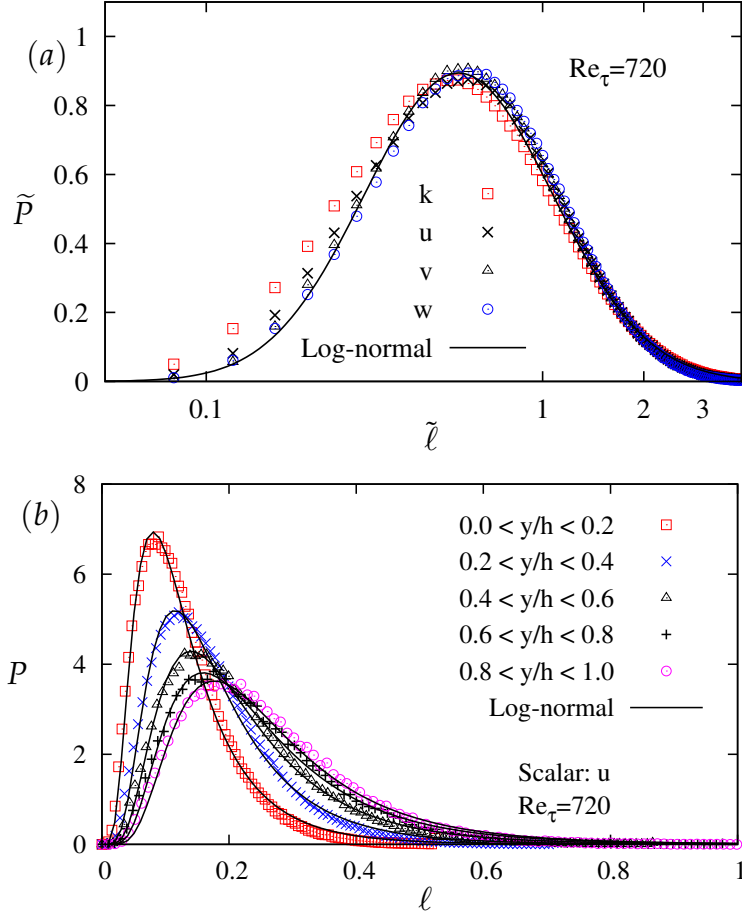 (a)
Re_τ=720
P̃
1
0.8
0.6
0.4
0.2
0
k
u
v
w
Log-normal
0.1 1 2 3
ℓ̃
(b)
P
8
6
4
2
0
0.0 < y/h < 0.2
0.2 < y/h < 0.4
0.4 < y/h < 0.6
0.6 < y/h < 0.8
0.8 < y/h < 1.0
Log-normal
Scalar: u
Re_τ=720
0 0.2 0.4 0.6 0.8 1
ℓ